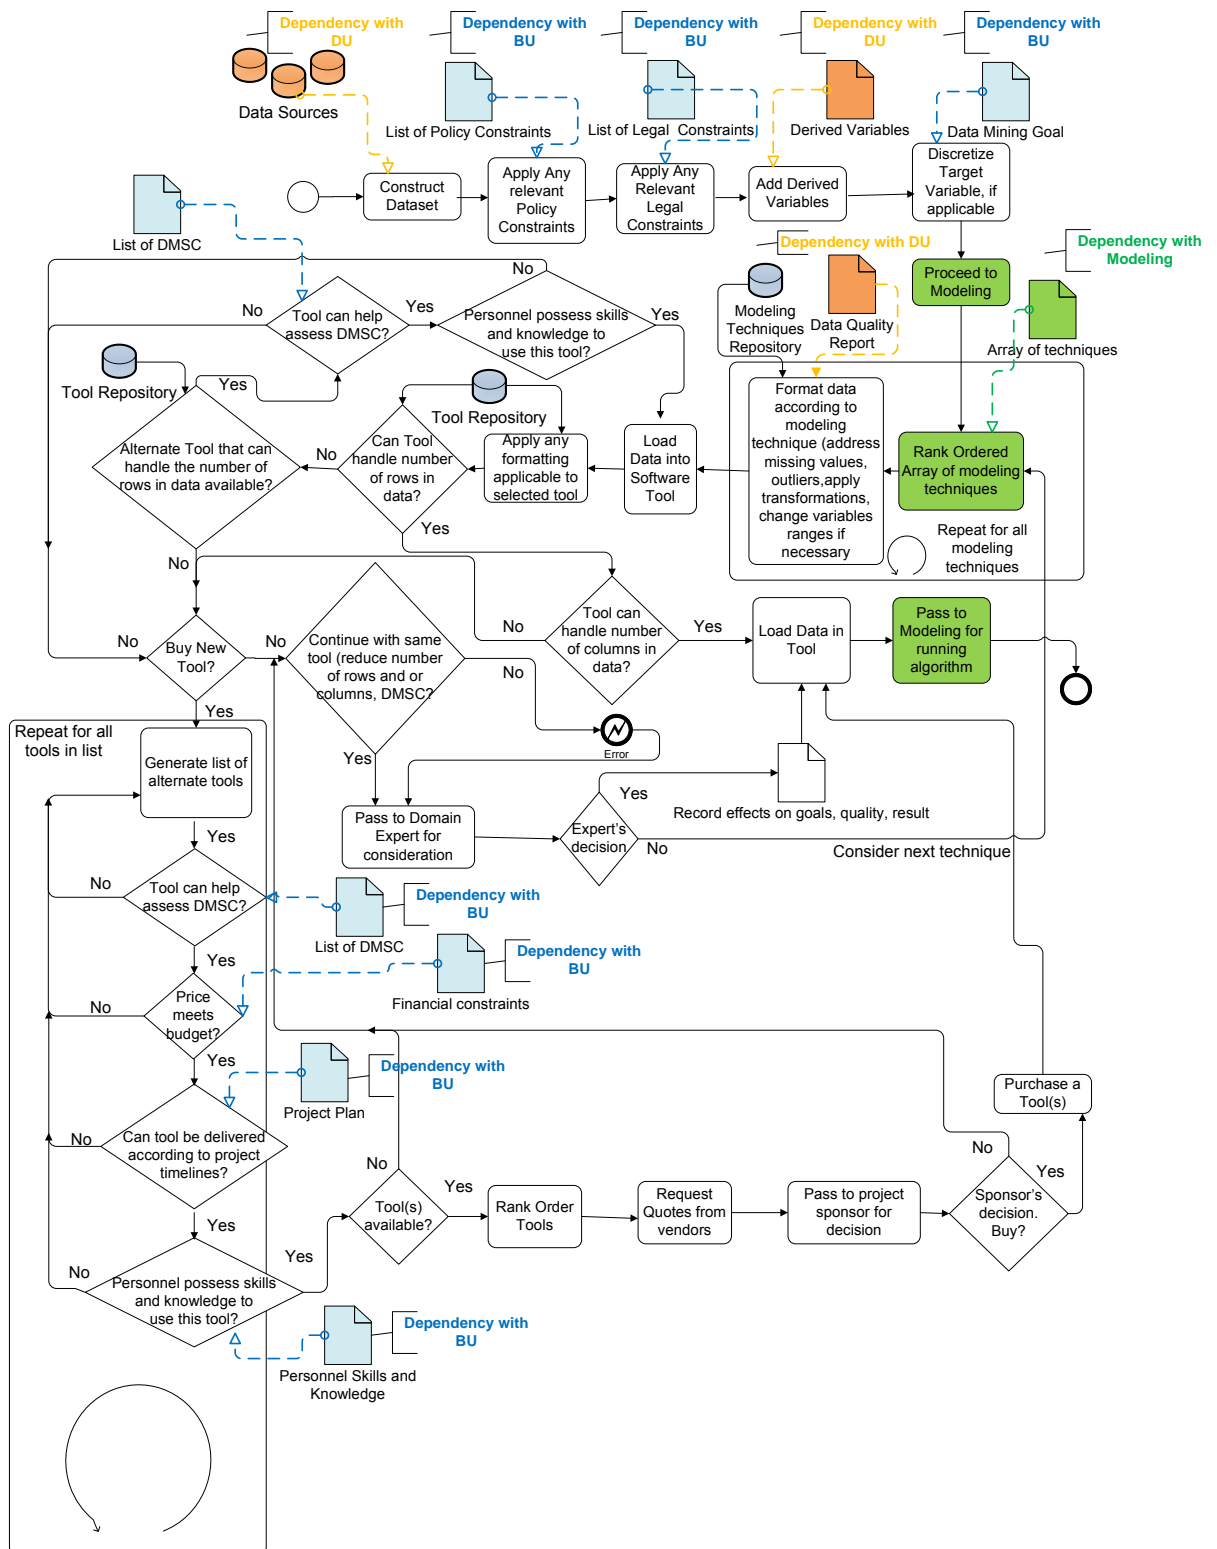 Dependency with
DU
Dependency with
BU
Dependency with
BU
Dependency with
DU
Dependency with
BU
Data Sources
List of Policy Constraints
List of Legal  Constraints
Derived Variables
Data Mining Goal
Construct
Dataset
Apply Any
relevant
Policy
Constraints
Apply Any
Relevant
Legal
Constraints
Add Derived
Variables
Discretize
Target
Variable, if
applicable
List of DMSC
Dependency with DU
Dependency with
Modeling
Proceed to
Modeling
Modeling
Techniques
Repository
Data Quality
Report
Array of techniques
No
No
Tool can help
assess DMSC?
Yes
Personnel possess skills
and knowledge to
use this tool?
Yes
Tool Repository
Yes
Tool Repository
Alternate Tool that can
handle the number of
rows in data available?
No
Can Tool
handle number
of rows in
data?
Apply any
formatting
applicable to
selected tool
Load
Data into
Software
Tool
Format data
according to
modeling
technique (address
missing values,
outliers,apply
transformations,
change variables
ranges if
necessary
Rank Ordered
Array of modeling
techniques
Repeat for all
modeling
techniques
Yes
No
No
Buy New
Tool?
No
Continue with same
tool (reduce number
of rows and or
columns, DMSC?
No
No
Tool can
handle number
of columns in
data?
Yes
Load Data in
Tool
Pass to
Modeling for
running
algorithm
Yes
Repeat for all
tools in list
Generate list of
alternate tools
Yes
Error
Yes
Pass to Domain
Expert for
consideration
Expert's
decision
Yes
No
Record effects on goals, quality, result
Consider next technique
Yes
No
Tool can help
assess DMSC?
Dependency with
BU
List of DMSC
Yes
Dependency with
BU
Financial constraints
No
Price
meets
budget?
Yes
Dependency with
BU
Project Plan
No
Can tool be delivered
according to project
timelines?
Purchase a
Tool(s)
No
Tool(s)
available?
Yes
Rank Order
Tools
Request
Quotes from
vendors
Pass to project
sponsor for
decision
No
Sponsor's
decision.
Buy?
Yes
Yes
No
Personnel possess skills
and knowledge to
use this tool?
Yes
Dependency with
BU
Personnel Skills and
Knowledge